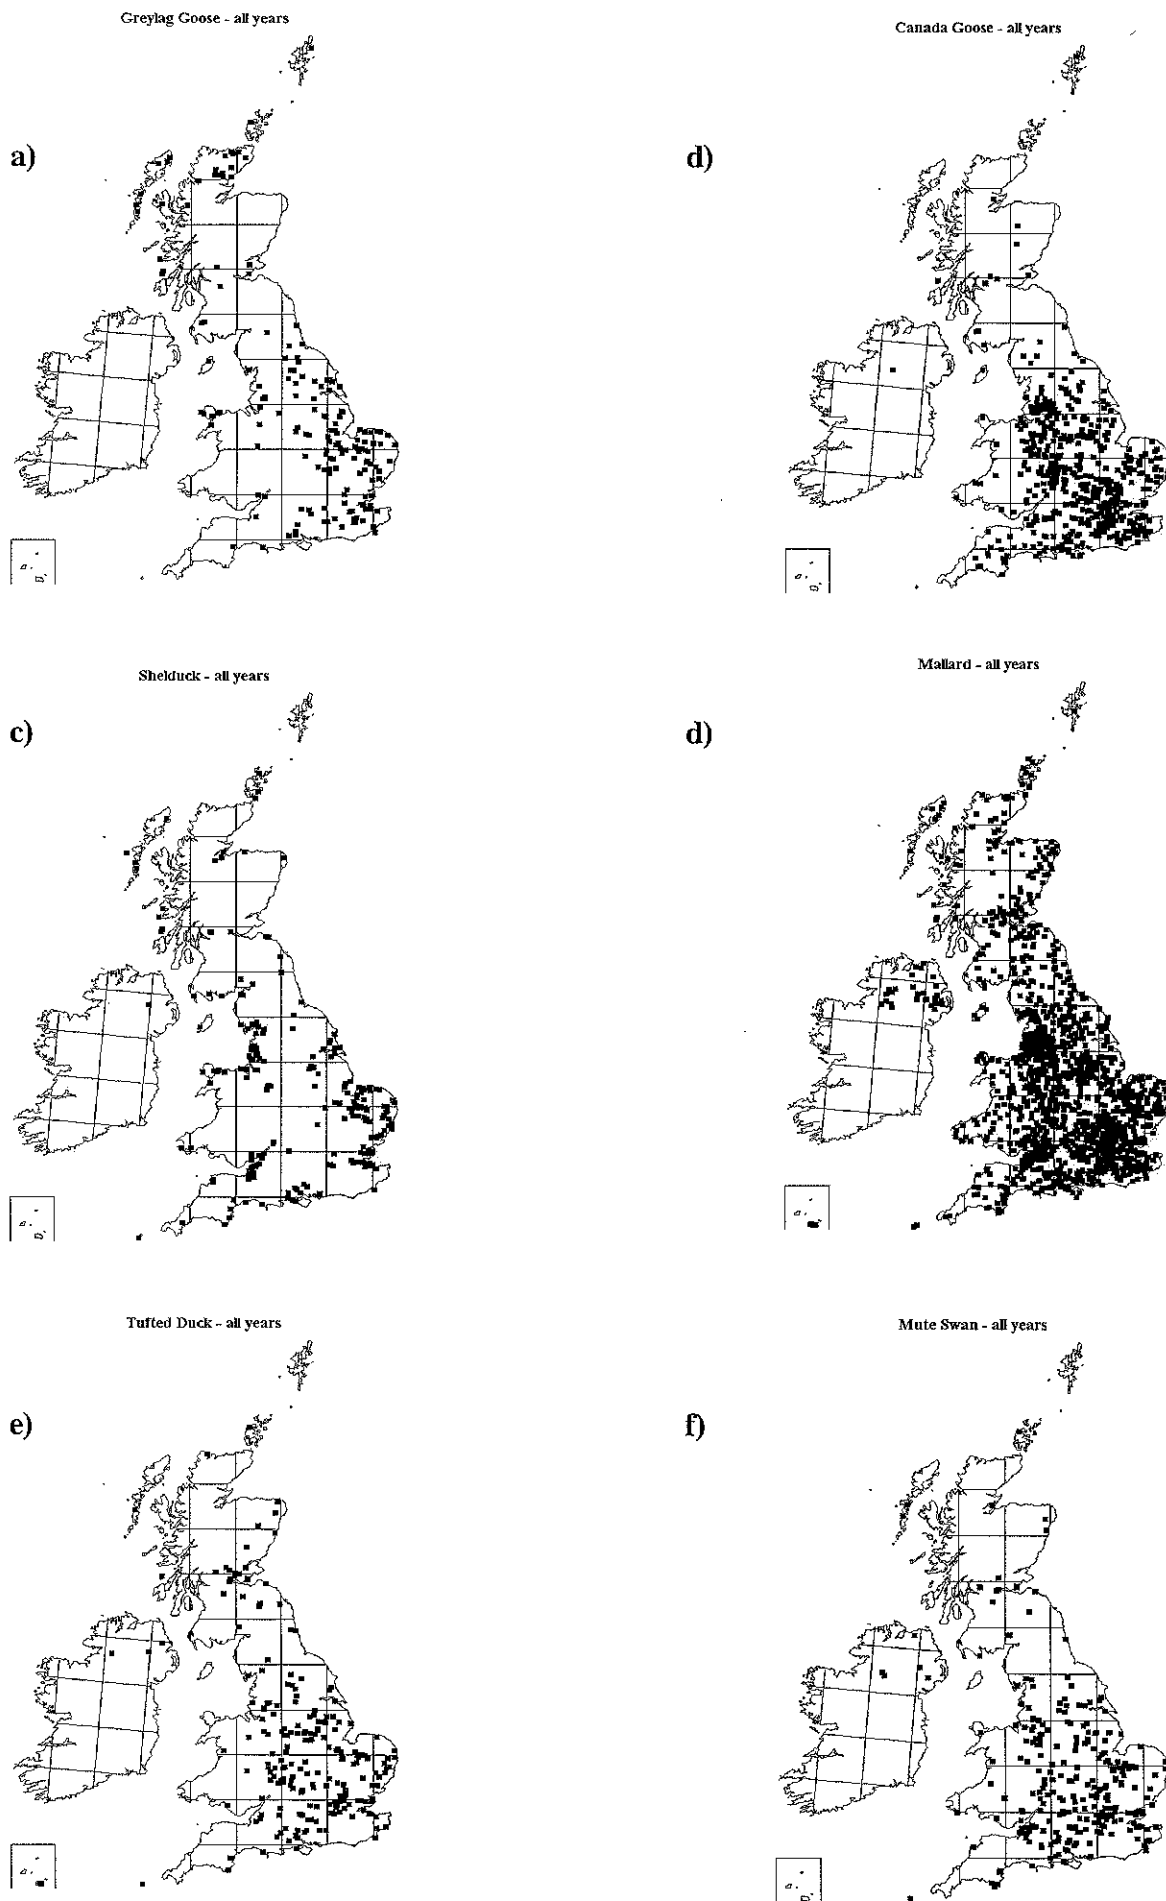 Greylag Goose - all years
Canada Goose - all years
a)
d)
Shelduck - all years
Mallard - all years
c)
d)
Tufted Duck - all years
Mute Swan - all years
e)
f)